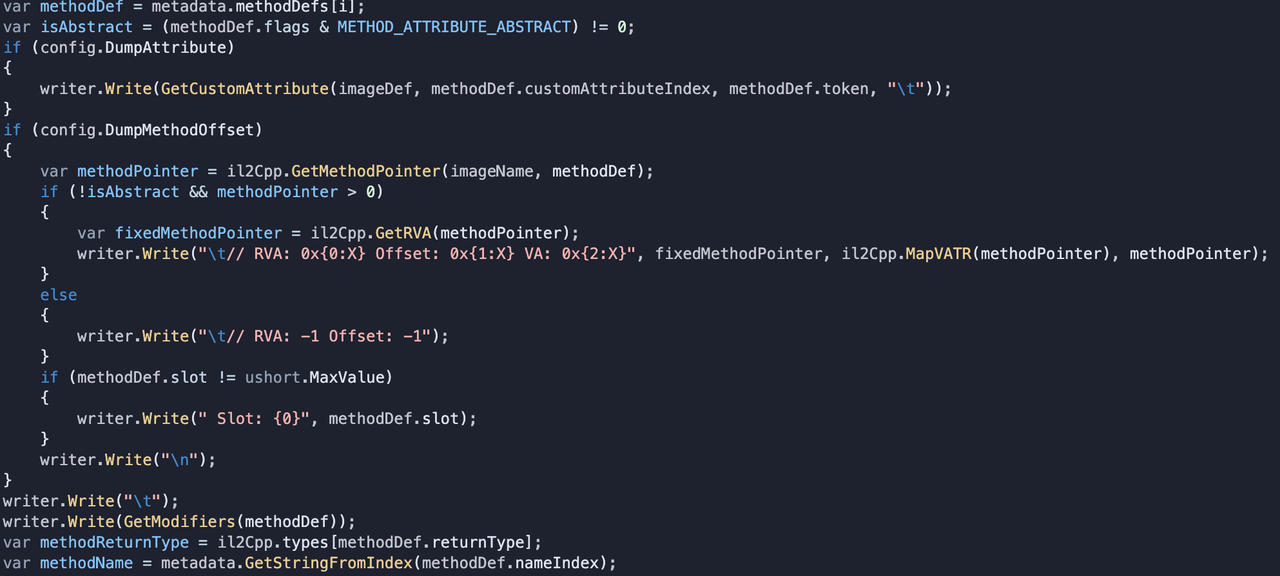 var methodDef = metadata.methodDefs[i];
var isAbstract = (methodDef.flags & METHOD_ATTRIBUTE_ABSTRACT) != 0;
if (config.DumpAttribute)
{
    writer.Write(GetCustomAttribute(imageDef, methodDef.customAttributeIndex, methodDef.token, "\t"));
}
if (config.DumpMethodOffset)
{
    var methodPointer = il2Cpp.GetMethodPointer(imageName, methodDef);
    if (!isAbstract && methodPointer > 0)
    {
        var fixedMethodPointer = il2Cpp.GetRVA(methodPointer);
        writer.Write("\t// RVA: 0x{0:X} Offset: 0x{1:X} VA: 0x{2:X}", fixedMethodPointer, il2Cpp.MapVATR(methodPointer), methodPointer);
    }
    else
    {
        writer.Write("\t// RVA: -1 Offset: -1");
    }
    if (methodDef.slot != ushort.MaxValue)
    {
        writer.Write(" Slot: {0}", methodDef.slot);
    }
    writer.Write("\n");
}
writer.Write("\t");
writer.Write(GetModifiers(methodDef));
var methodReturnType = il2Cpp.types[methodDef.returnType];
var methodName = metadata.GetStringFromIndex(methodDef.nameIndex);